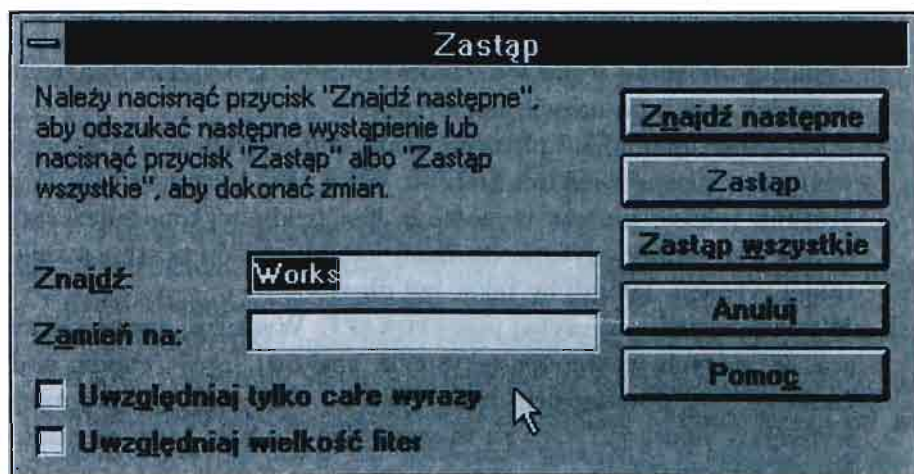 Zastąp
Należy nacisnąć przycisk "Znajdź następne",
aby odszukać następne wystąpienie lub
nacisnąć przycisk "Zastąp" albo "Zastąp
wszystkie", aby dokonać zmian.
Znajdź:
Works
Zamień na:
Uwzględniaj tylko całe wyrazy
Uwzględniaj wielkość liter
Znajdź następne
Zastąp
Zastąp wszystkie
Anuluj
Pomoc